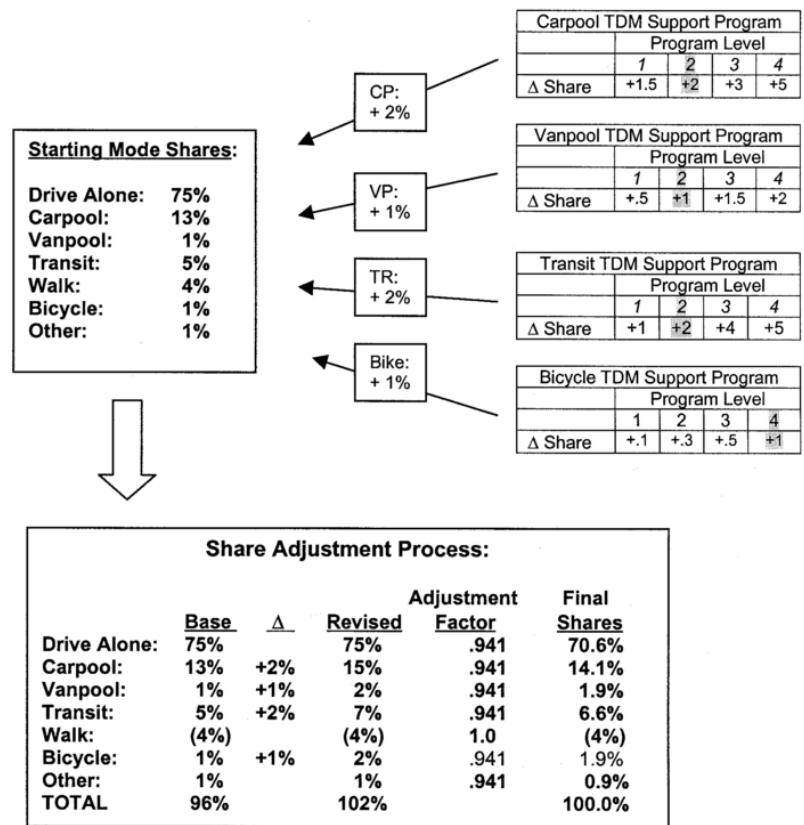 Carpool TDM Support Program
Program Level
1 2 3 4
Δ Share +1.5 +2 +3 +5
CP:
+ 2%
Vanpool TDM Support Program
Program Level
1 2 3 4
Δ Share +.5 +1 +1.5 +2
VP:
+ 1%
Transit TDM Support Program
Program Level
1 2 3 4
Δ Share +1 +2 +4 +5
TR:
+ 2%
Bicycle TDM Support Program
Program Level
1 2 3 4
Δ Share +.1 +.3 +.5 +1
Bike:
+ 1%
Starting Mode Shares:
Drive Alone: 75%
Carpool: 13%
Vanpool: 1%
Transit: 5%
Walk: 4%
Bicycle: 1%
Other: 1%
Share Adjustment Process:
Adjustment Final
Base Δ Revised Factor Shares
Drive Alone: 75% 75% .941 70.6%
Carpool: 13% +2% 15% .941 14.1%
Vanpool: 1% +1% 2% .941 1.9%
Transit: 5% +2% 7% .941 6.6%
Walk: (4%) (4%) 1.0 (4%)
Bicycle: 1% +1% 2% .941 1.9%
Other: 1% 1% .941 0.9%
TOTAL 96% 102% 100.0%